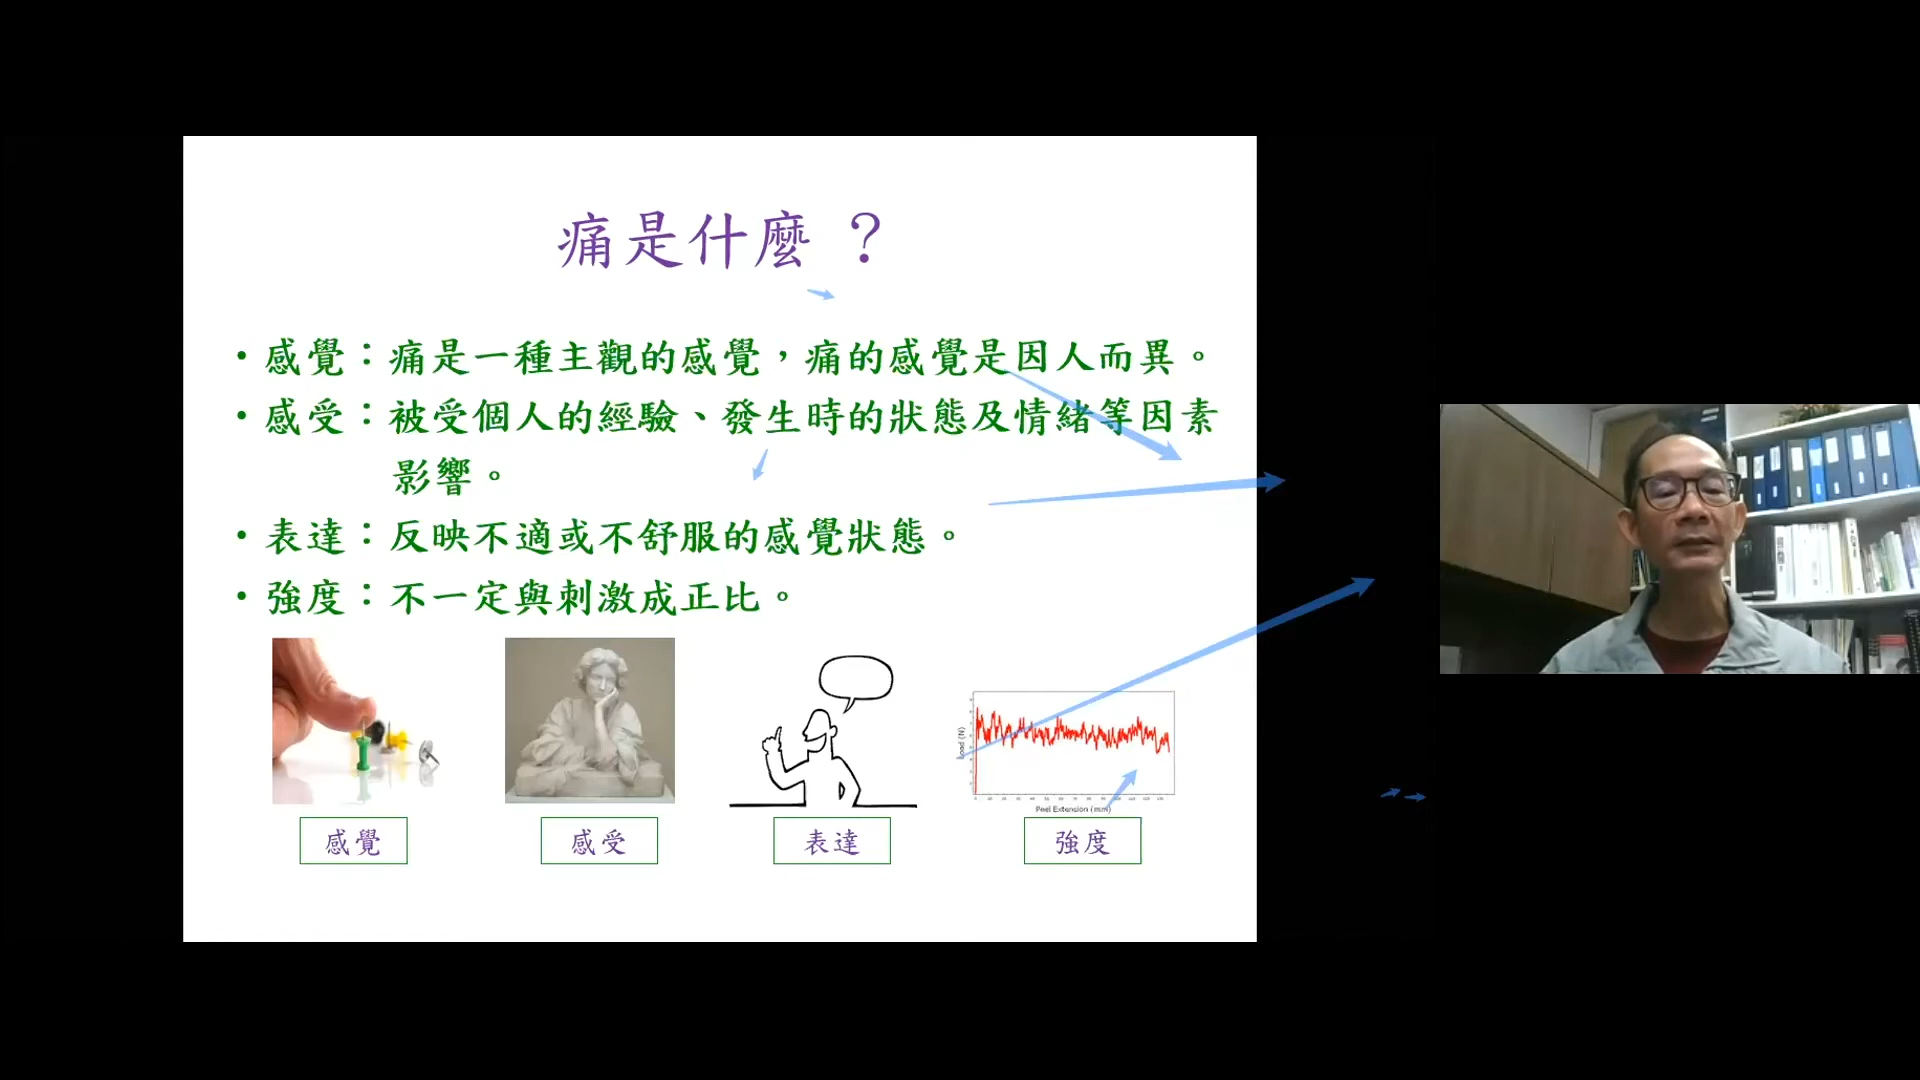 痛是什麼 ？
• 感覺：痛是一種主觀的感覺，痛的感覺是因人而異。
• 感受：被受個人的經驗、發生時的狀態及情緒等因素
影響。
• 表達：反映不適或不舒服的感覺狀態。
• 強度：不一定與刺激成正比。
Load (N)
Peel Extension (mm)
感覺
感受
表達
強度